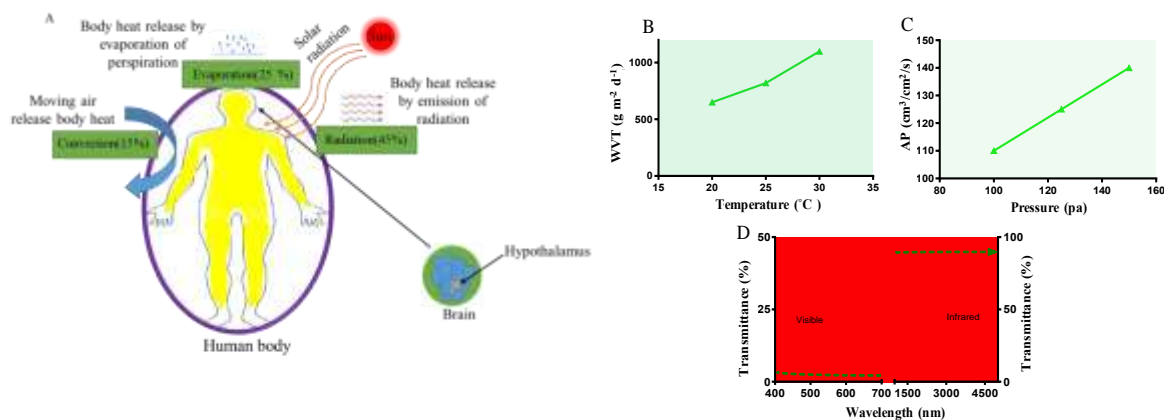 A
Body heat release by
evaporation of
perspiration
Evaporation(25 %)
Solar
radiation
Moving air
release body heat
Convection(15%)
Body heat release
by emission of
radiation
Radiation(45%)
Hypothalamus
Brain
Human body
B
WVT (g m⁻² d⁻¹)
1000
500
0
15
20
25
30
35
Temperature (°C )
C
AP (cm³/cm²/s)
150
140
130
120
110
100
80
100
120
140
160
Pressure (pa)
D
Transmittance (%)
50
25
0
Visible
Infrared
100
50
0
Transmittance (%)
400
500
600
700
1500
3000
4500
Wavelength (nm)